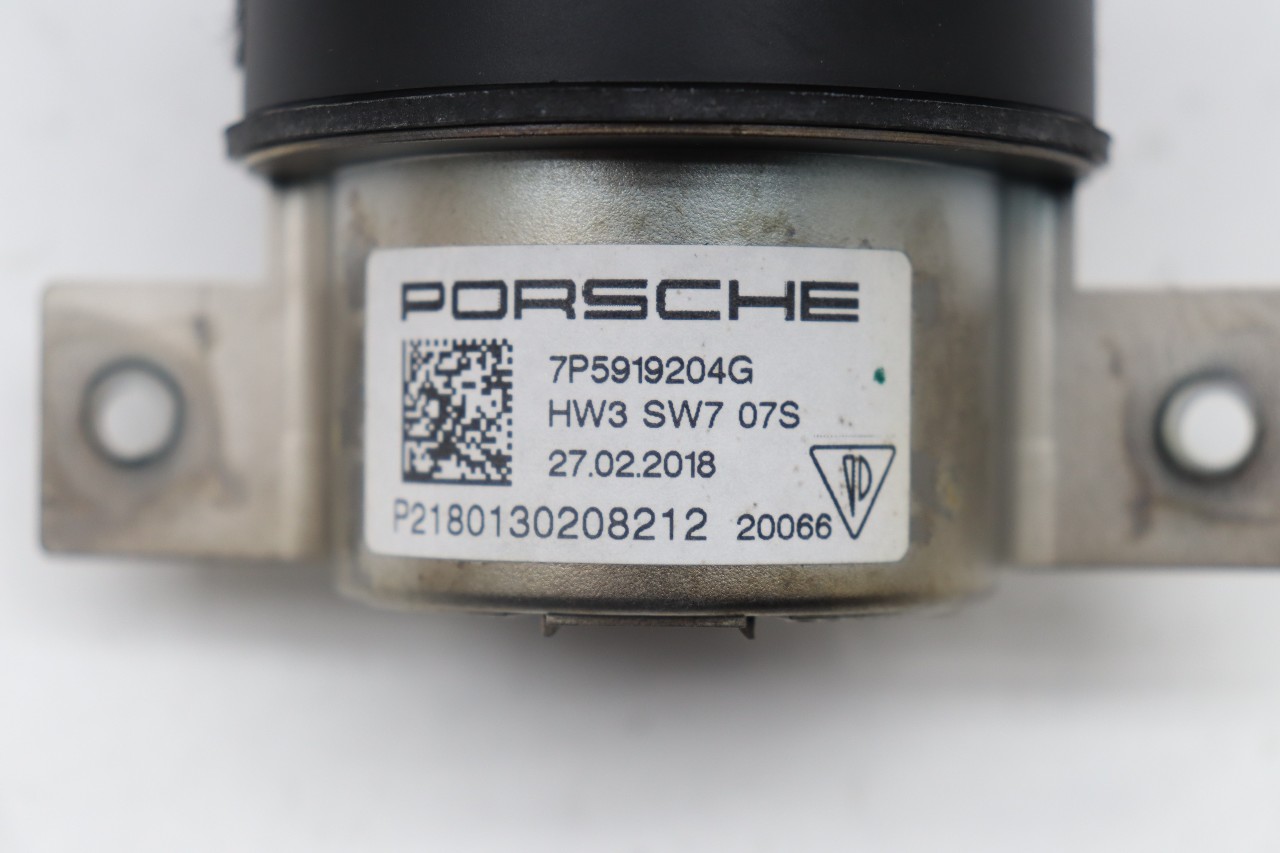 PORSCHE
7P5919204G
HW3 SW7 07S
27.02.2018
P2180130208212 20066